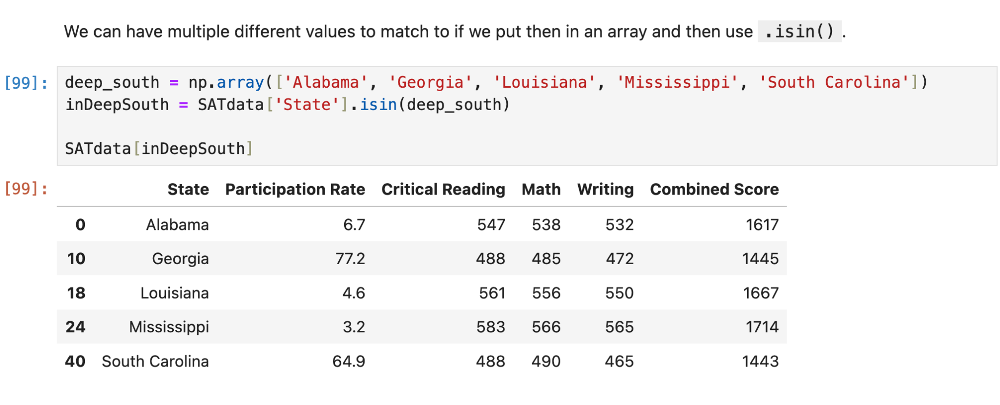 We can have multiple different values to match to if we put then in an array and then use .isin() .
[99]: deep_south = np.array(['Alabama', 'Georgia', 'Louisiana', 'Mississippi', 'South Carolina'])
inDeepSouth = SATdata['State'].isin(deep_south)
SATdata[inDeepSouth]
[99]: State Participation Rate Critical Reading Math Writing Combined Score
0 Alabama 6.7 547 538 532 1617
10 Georgia 77.2 488 485 472 1445
18 Louisiana 4.6 561 556 550 1667
24 Mississippi 3.2 583 566 565 1714
40 South Carolina 64.9 488 490 465 1443